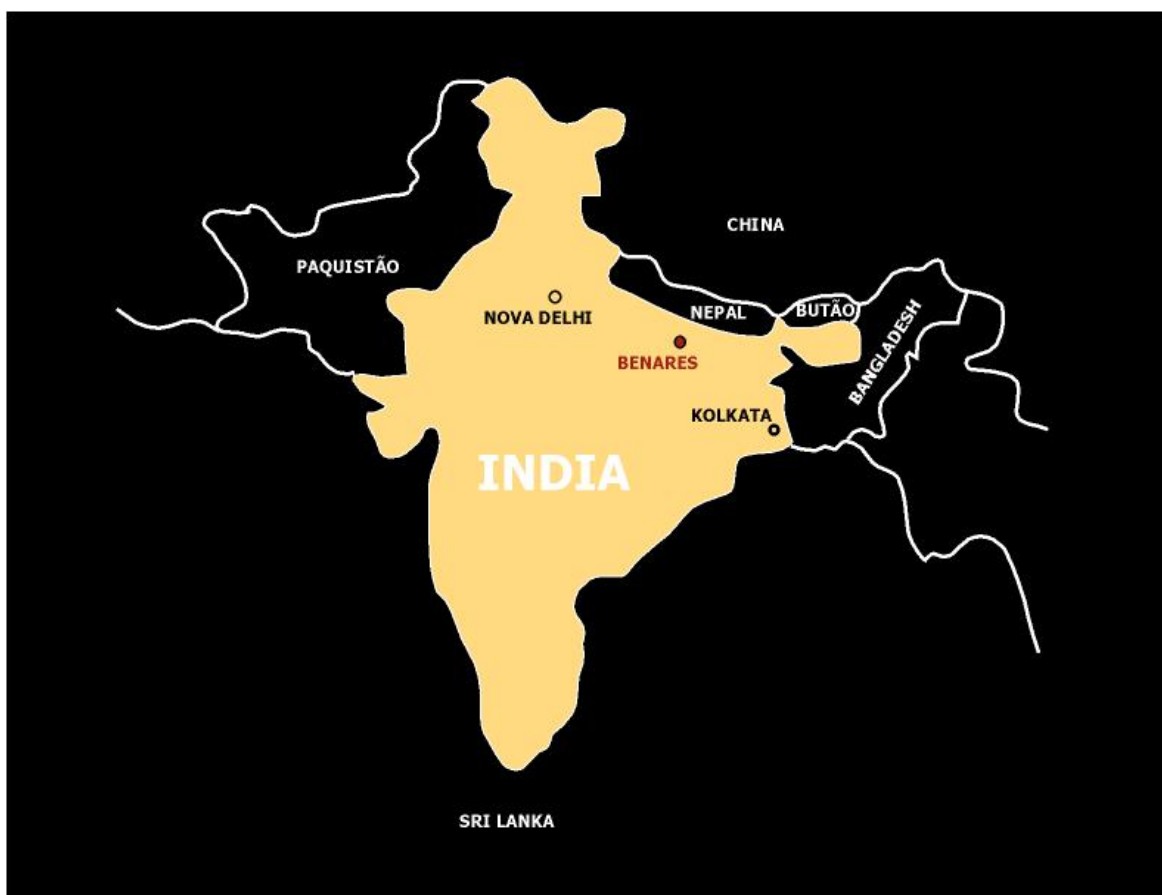 CHINA
PAQUISTÃO
NOVA DELHI
NEPAL
BUTÃO
BANGLADESH
BENARES
KOLKATA
INDIA
SRI LANKA